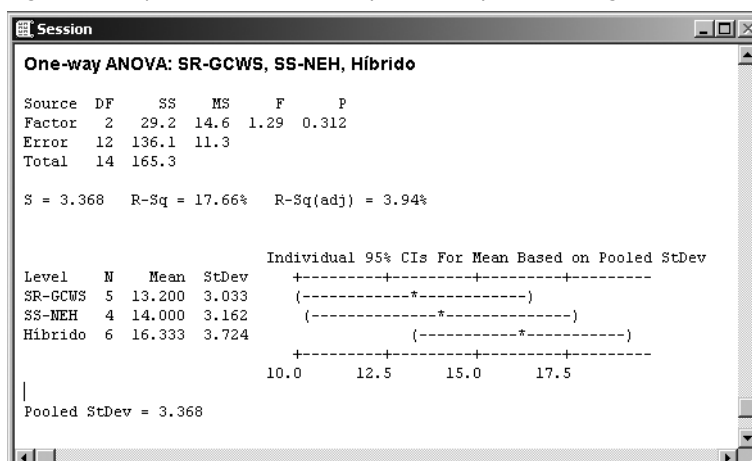 Session
One-way ANOVA: SR-GCWS, SS-NEH, Híbrido
Source  DF     SS    MS     F      P
Factor   2   29.2  14.6  1.29  0.312
Error   12  136.1  11.3
Total   14  165.3
S = 3.368   R-Sq = 17.66%   R-Sq(adj) = 3.94%
Individual 95% CIs For Mean Based on Pooled StDev
Level    N    Mean  StDev    +---------+---------+---------+---------
SR-GCWS  5  13.200  3.033    (------------*------------)
SS-NEH   4  14.000  3.162     (--------------*--------------)
Híbrido  6  16.333  3.724                 (-----------*-----------)
+---------+---------+---------+---------
10.0      12.5      15.0      17.5
Pooled StDev = 3.368